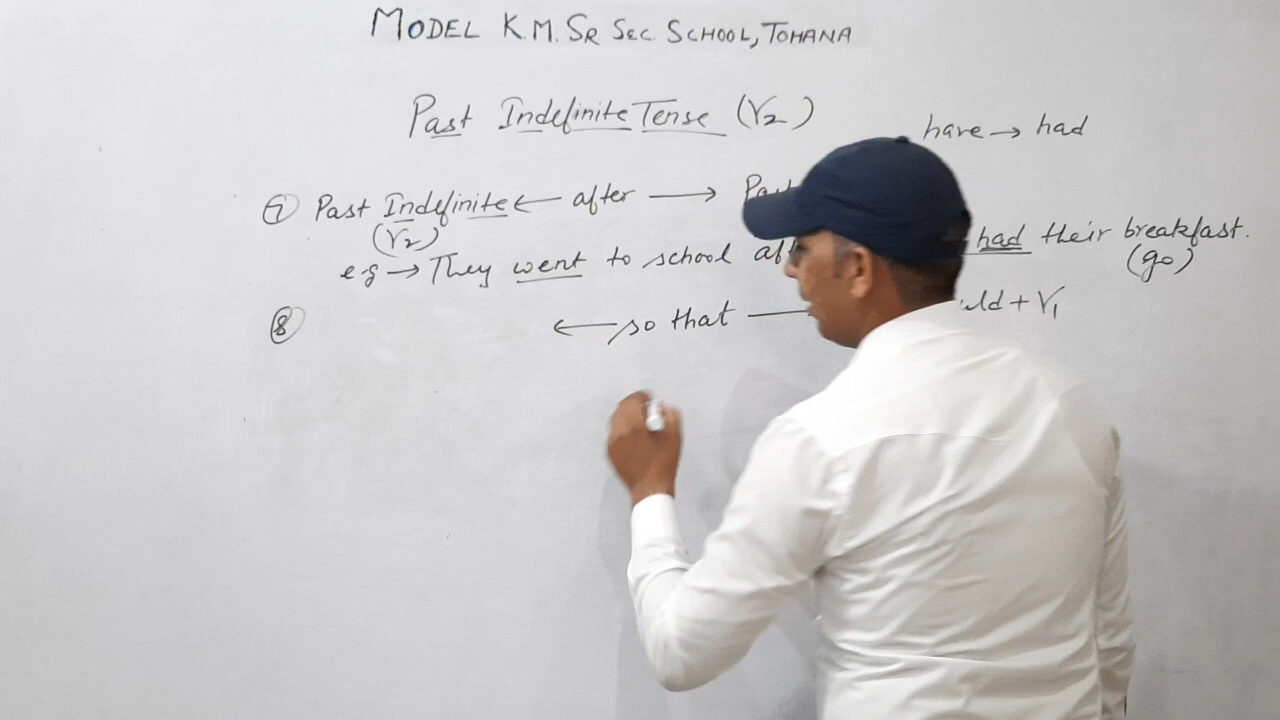 MODEL K.M. SR SEC. SCHOOL, TOHANA
Past Indefinite Tense (V2)
have → had
⑦ Past Indefinite ← after →
(V2)
e.g → They went to school had their breakfast.
(go)
⑧ ← so that + V1